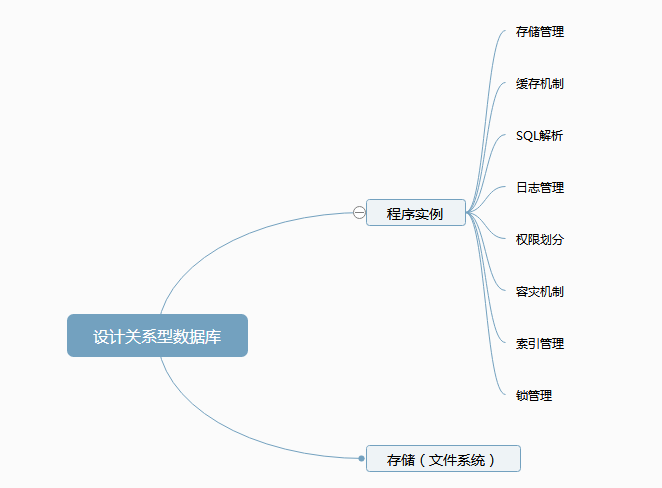 存储管理
缓存机制
SQL解析
日志管理
程序实例
权限划分
容灾机制
设计关系型数据库
索引管理
锁管理
存储（文件系统）